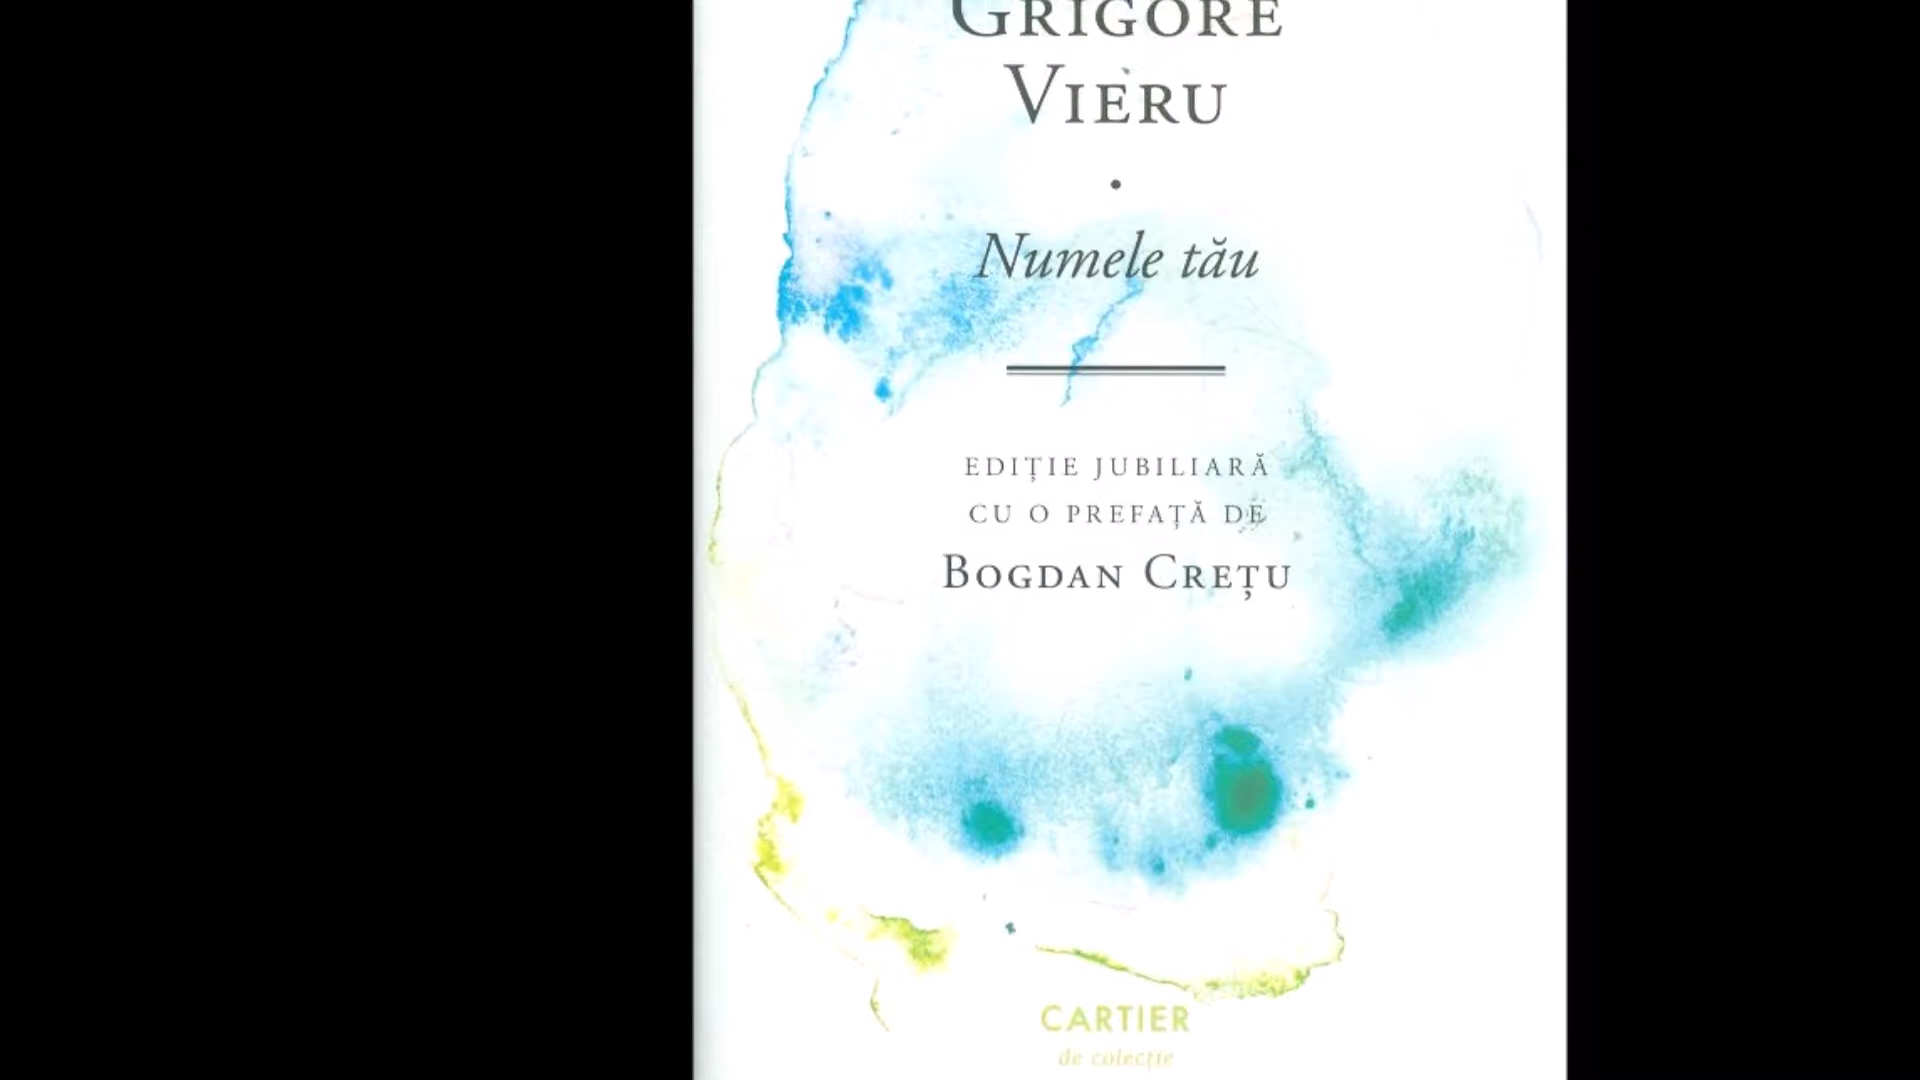 GRIGORE
VIERU
•
Numele tău
EDIȚIE JUBILIARĂ
CU O PREFAȚĂ DE
BOGDAN CREȚU
CARTIER
de colecție